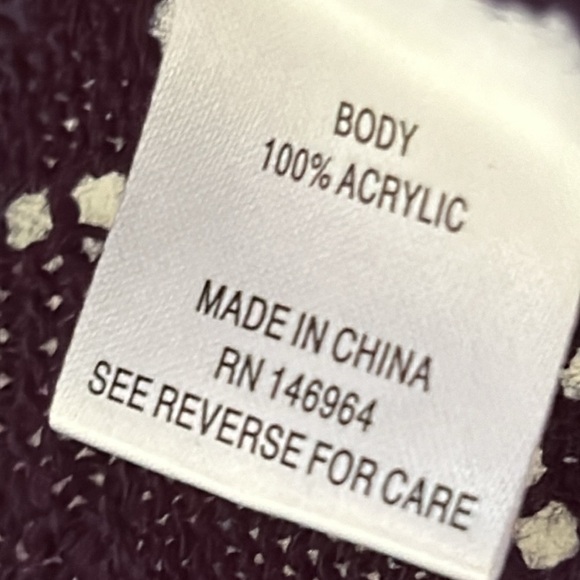 BODY
100% ACRYLIC
MADE IN CHINA
RN 146964
SEE REVERSE FOR CARE